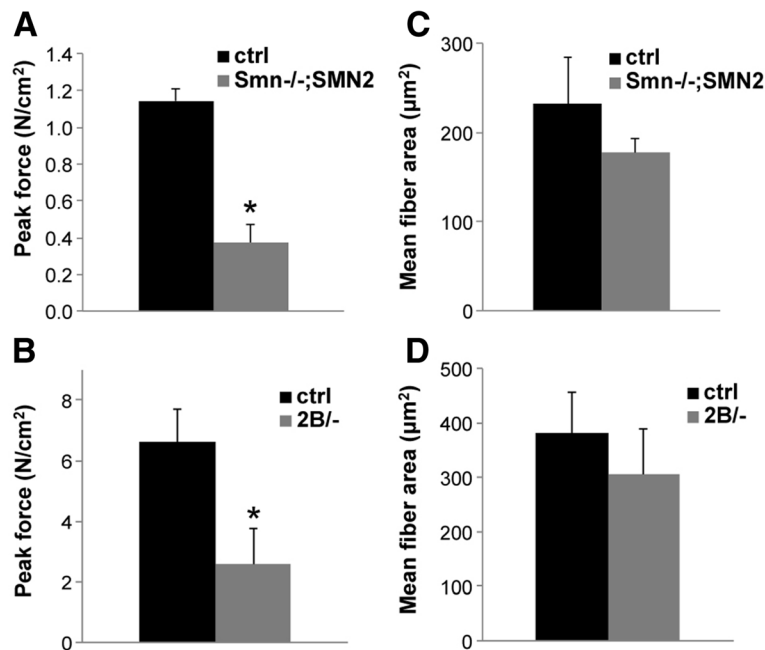 A
Peak force (N/cm²)
1.4
1.2
1.0
0.8
0.6
0.4
0.2
0.0
ctrl
Smn-/-;SMN2
*
C
Mean fiber area (µm²)
300
200
100
0
ctrl
Smn-/-;SMN2
B
Peak force (N/cm²)
8
6
4
2
0
ctrl
2B/-
*
D
Mean fiber area (µm²)
500
400
300
200
100
0
ctrl
2B/-